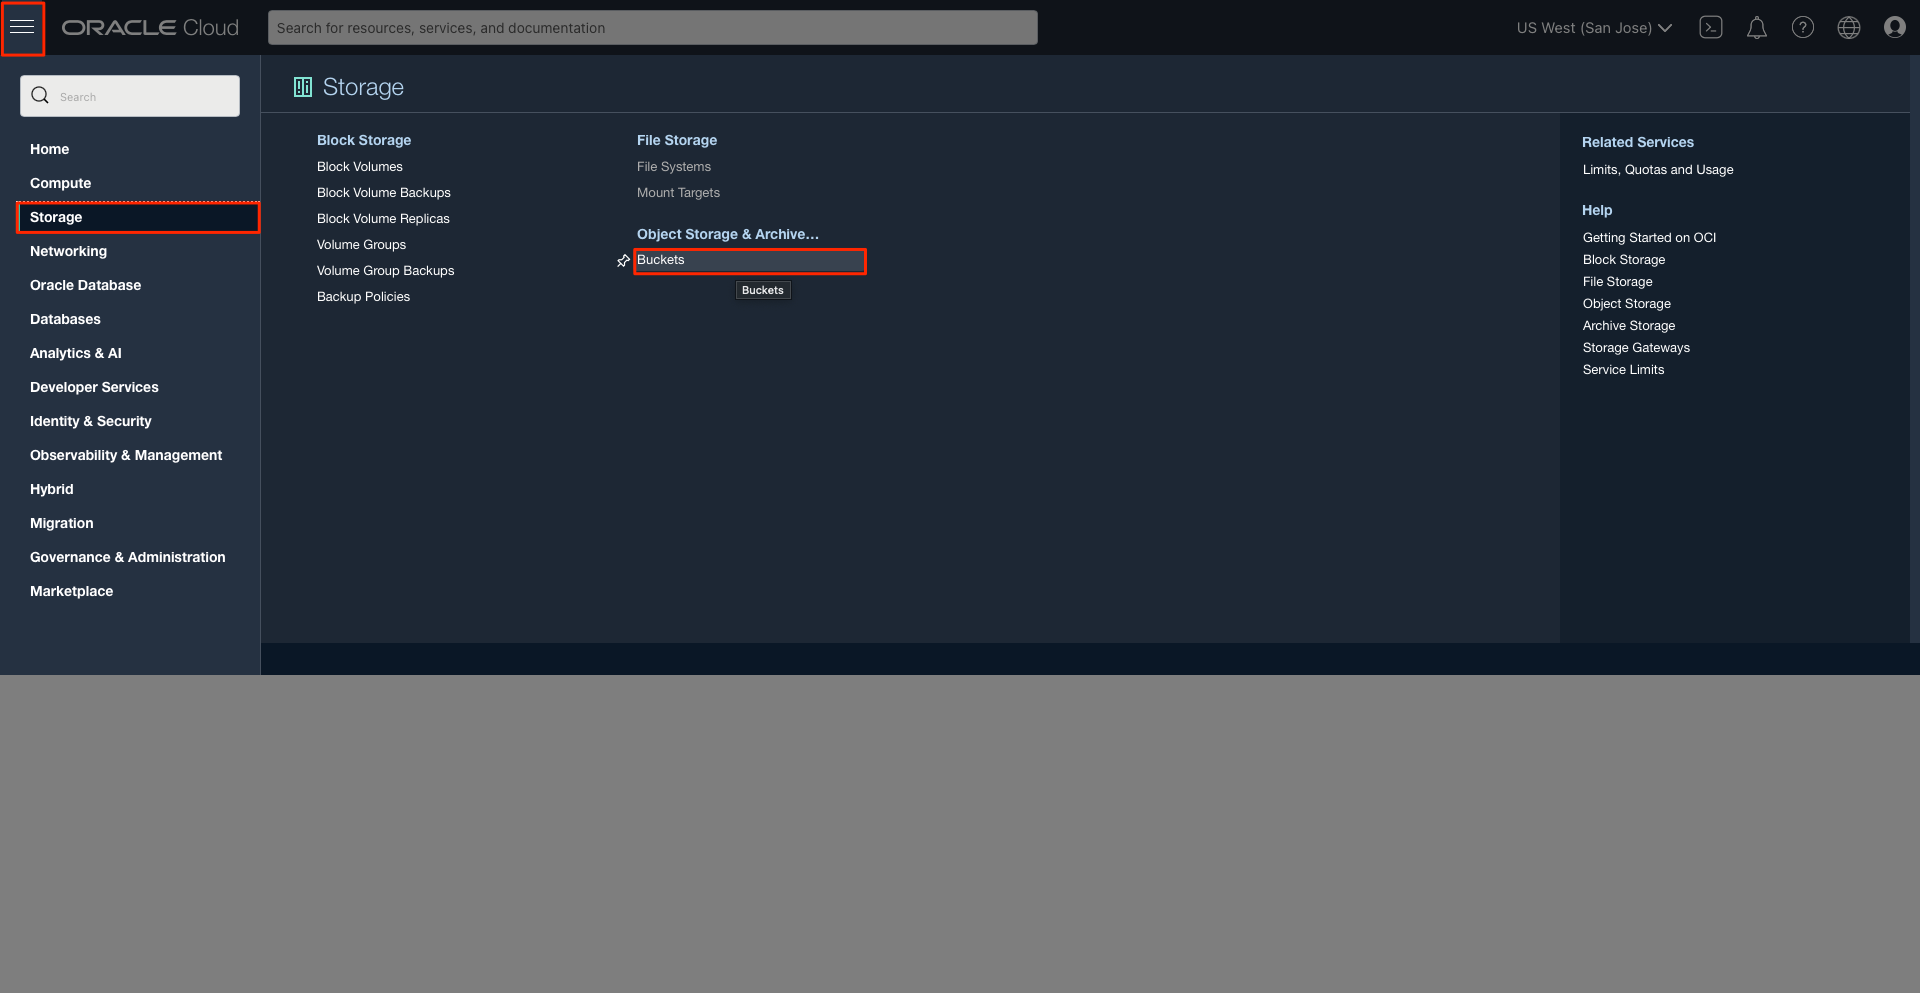 ORACLE Cloud
Search for resources, services, and documentation
US West (San Jose)
Search
Home
Compute
Storage
Networking
Oracle Database
Databases
Analytics & AI
Developer Services
Identity & Security
Observability & Management
Hybrid
Migration
Governance & Administration
Marketplace
Storage
Block Storage
Block Volumes
Block Volume Backups
Block Volume Replicas
Volume Groups
Volume Group Backups
Backup Policies
File Storage
File Systems
Mount Targets
Object Storage & Archive...
Buckets
Buckets
Related Services
Limits, Quotas and Usage
Help
Getting Started on OCI
Block Storage
File Storage
Object Storage
Archive Storage
Storage Gateways
Service Limits